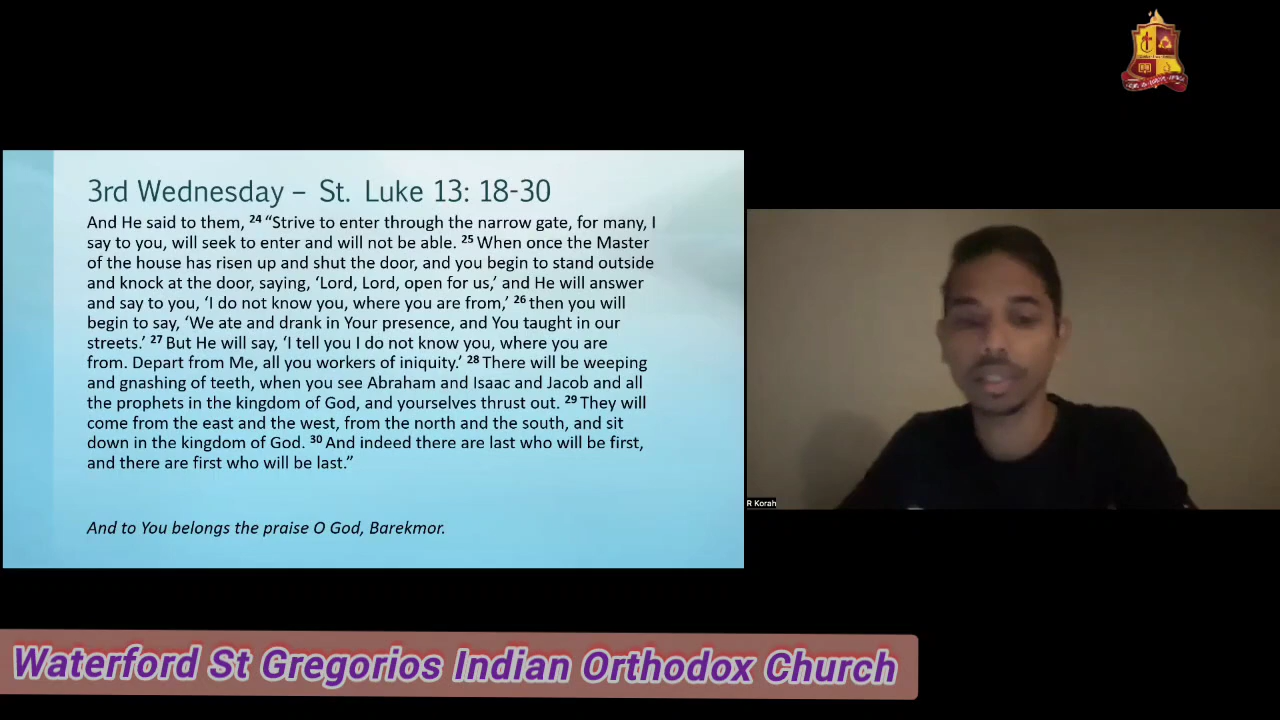 3rd Wednesday – St. Luke 13: 18-30
And He said to them, 24 “Strive to enter through the narrow gate, for many, I
say to you, will seek to enter and will not be able. 25 When once the Master
of the house has risen up and shut the door, and you begin to stand outside
and knock at the door, saying, ‘Lord, Lord, open for us,’ and He will answer
and say to you, ‘I do not know you, where you are from,’ 26 then you will
begin to say, ‘We ate and drank in Your presence, and You taught in our
streets.’ 27 But He will say, ‘I tell you I do not know you, where you are
from. Depart from Me, all you workers of iniquity.’ 28 There will be weeping
and gnashing of teeth, when you see Abraham and Isaac and Jacob and all
the prophets in the kingdom of God, and yourselves thrust out. 29 They will
come from the east and the west, from the north and the south, and sit
down in the kingdom of God. 30 And indeed there are last who will be first,
and there are first who will be last.”
And to You belongs the praise O God, Barekmor.
R Korah
Waterford St Gregorios Indian Orthodox Church